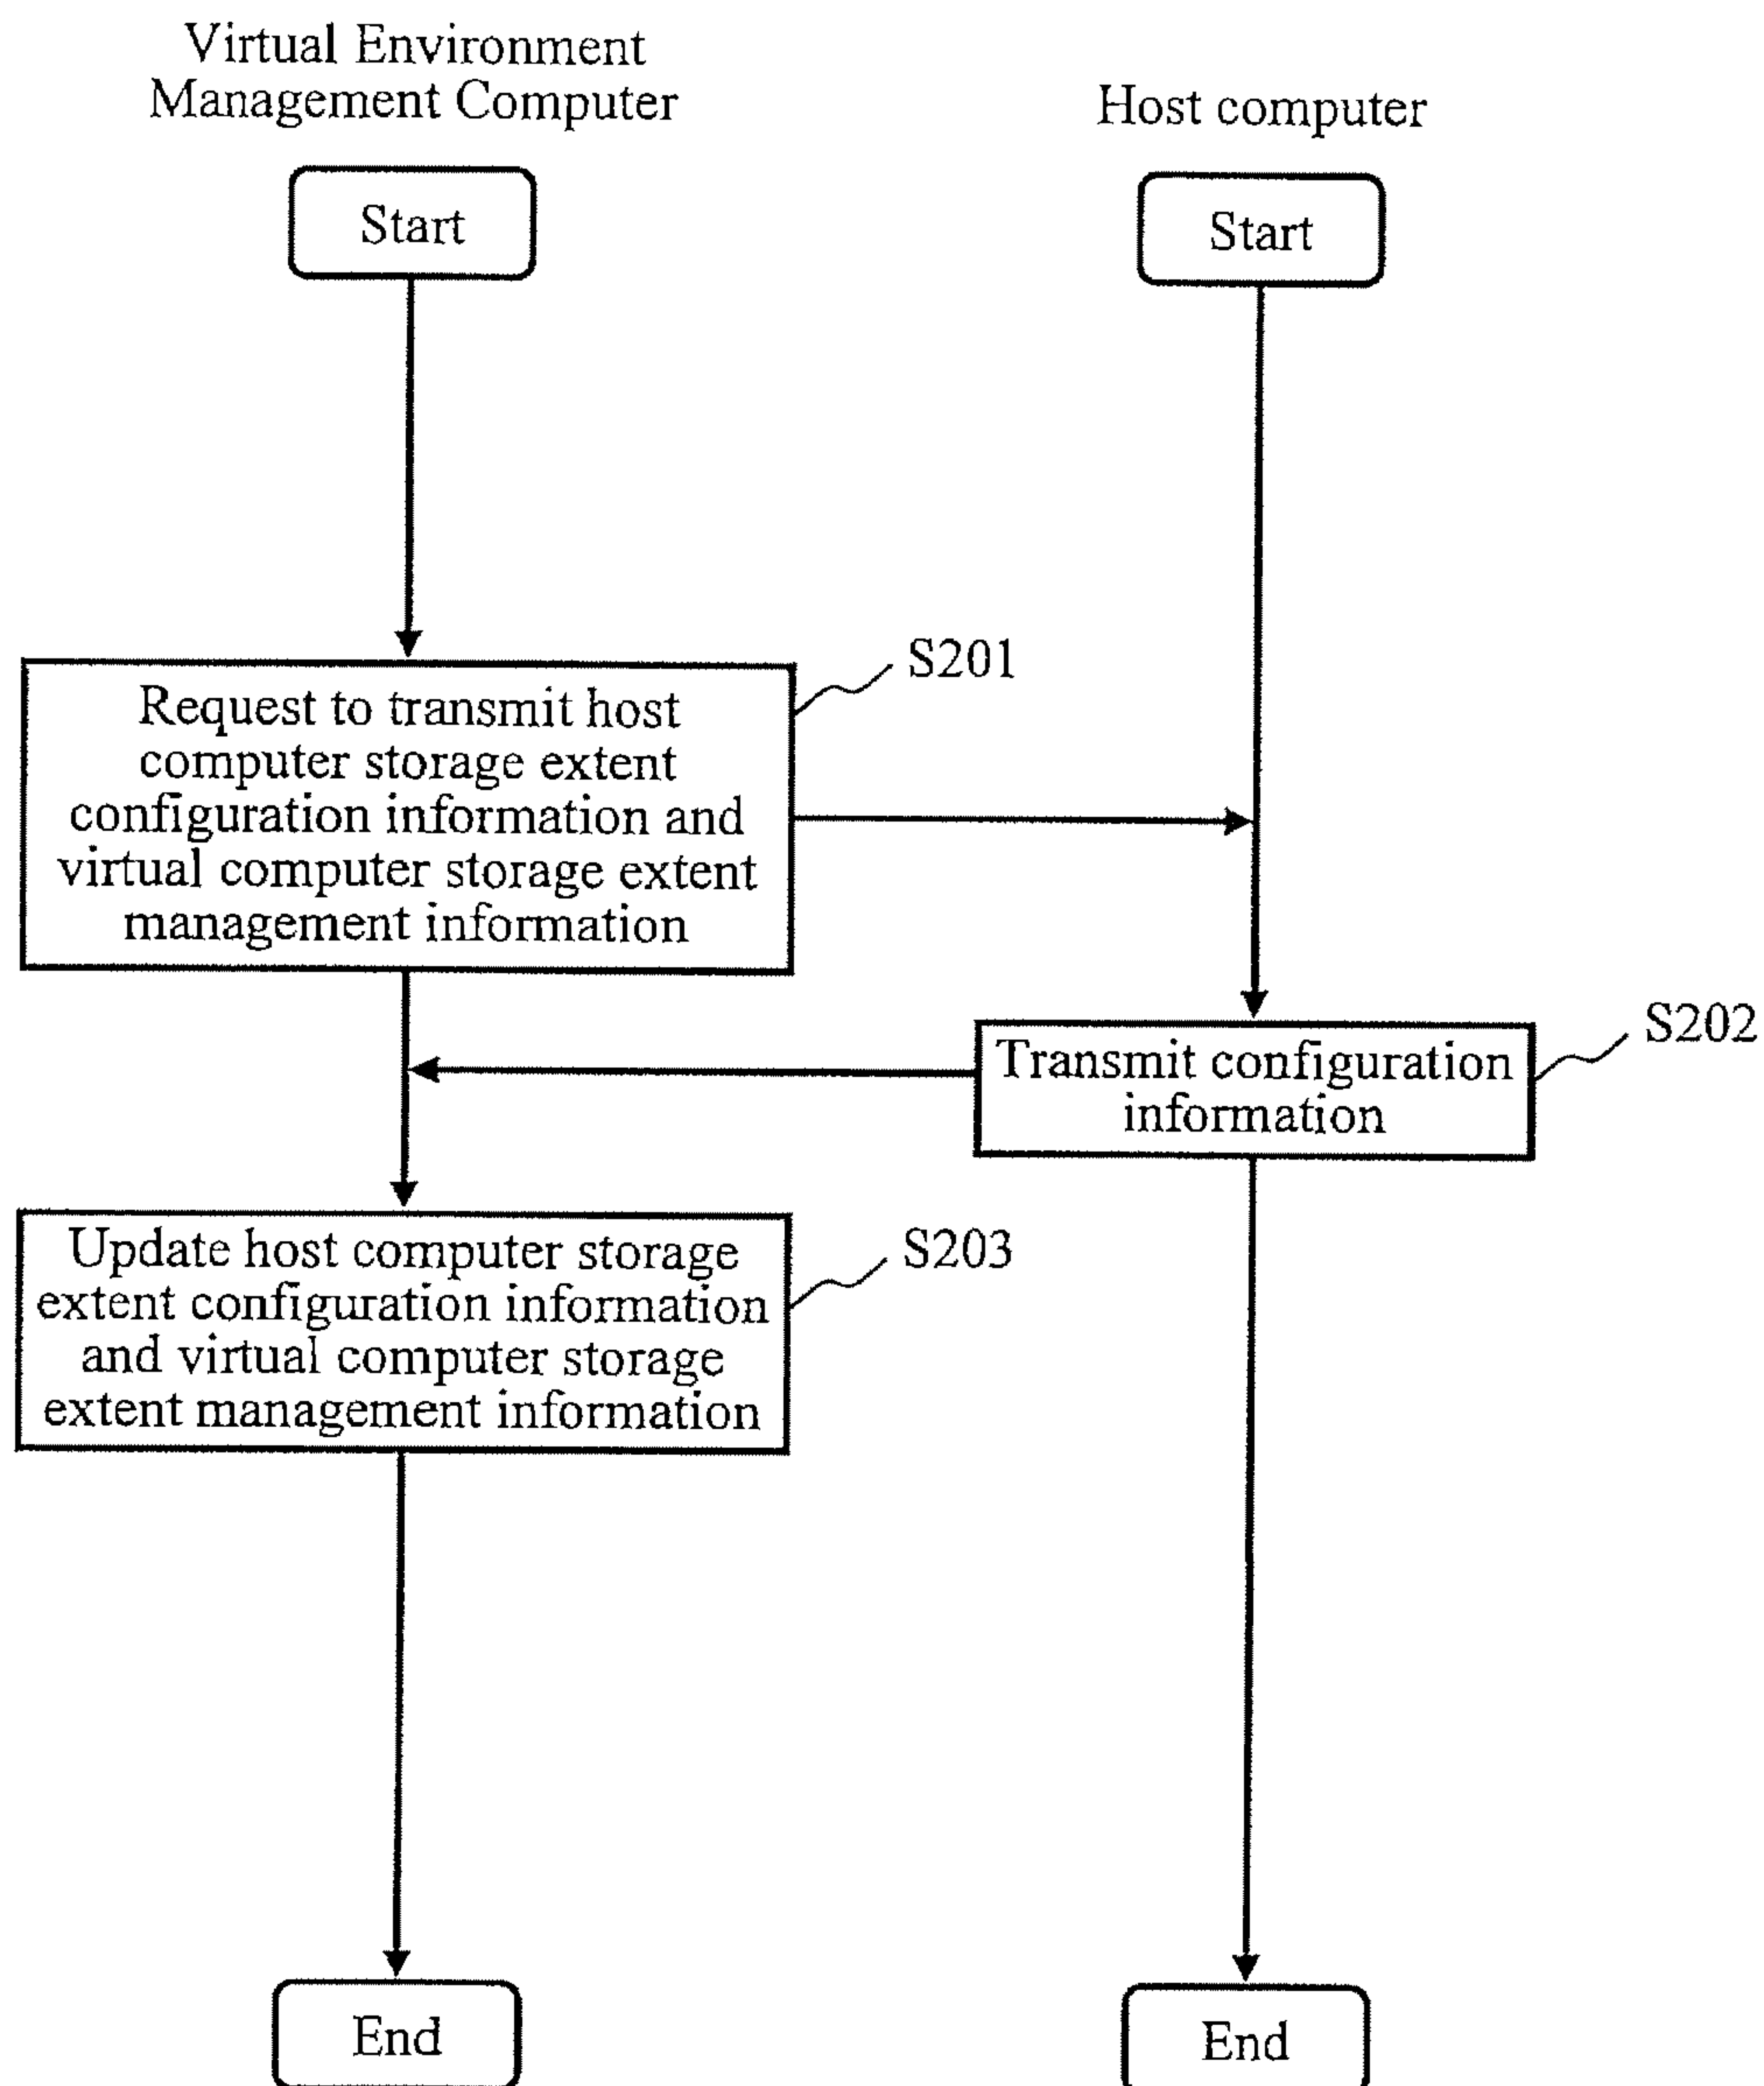 Virtual Environment
Management Computer
Host computer
Start
Start
S201
Request to transmit host
computer storage extent
configuration information and
virtual computer storage extent
management information
S202
Transmit configuration
information
S203
Update host computer storage
extent configuration information
and virtual computer storage
extent management information
End
End